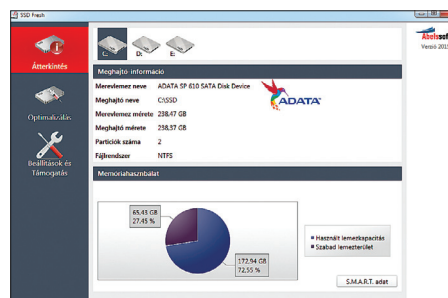 SSD Fresh
Abelssoft
Verzió 2015
C:
D:
E:
Áttekintés
Optimalizálás
Beállítások és
Támogatás
Meghajtó információ
Merevlemez neve ADATA SP 610 SATA Disk Device
Meghajtó neve C:\SSD
Merevlemez mérete 238,47 GB
Meghajtó mérete 238,37 GB
Partíciók száma 2
Fájlrendszer NTFS
ADATA
Memóriahasználat
65,43 GB
27,45 %
172,94 GB
72,55 %
Használt lemezkapacitás
Szabad lemezterület
S.M.A.R.T. adat